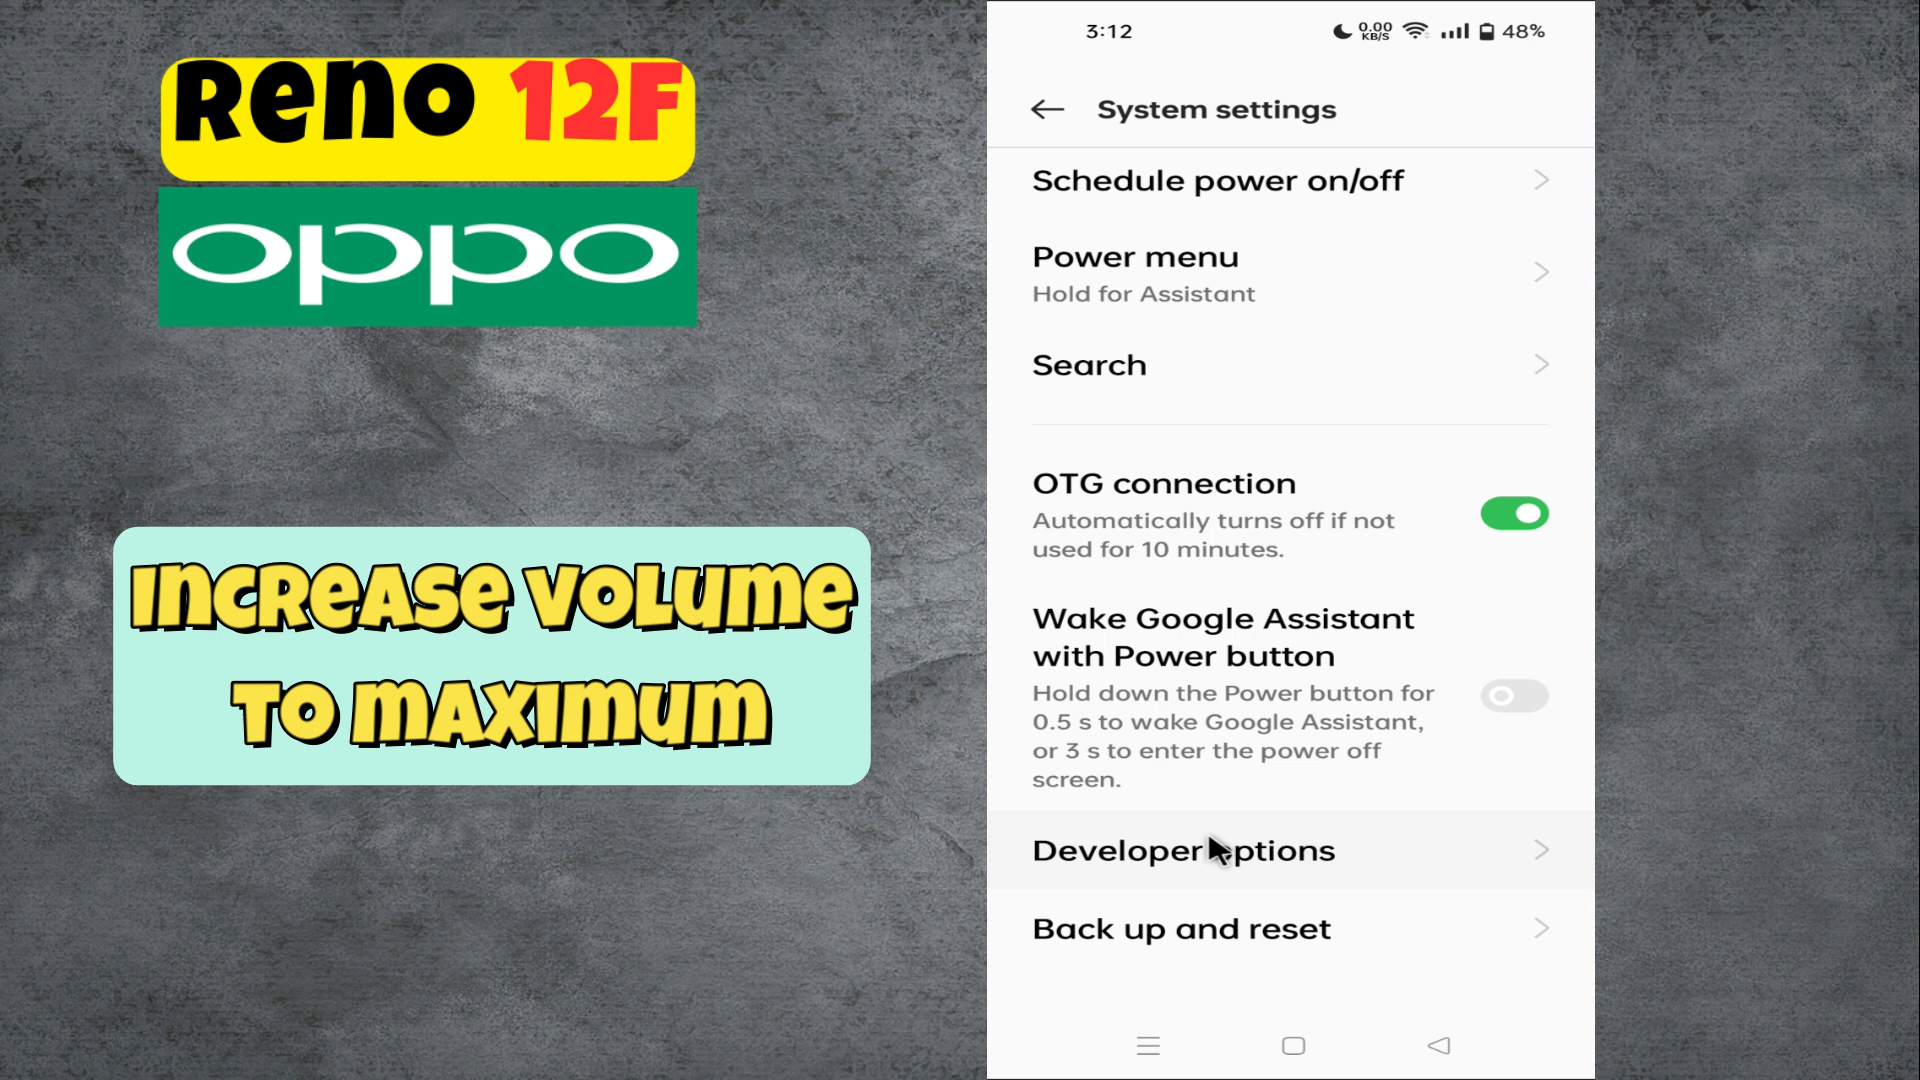 Reno 12F
oppo
INCREASE VOLUME
TO MAXIMUM
3:12
0.00
KB/S
48%
System settings
Schedule power on/off
Power menu
Hold for Assistant
Search
OTG connection
Automatically turns off if not
used for 10 minutes.
Wake Google Assistant
with Power button
Hold down the Power button for
0.5 s to wake Google Assistant,
or 3 s to enter the power off
screen.
Developer options
Back up and reset